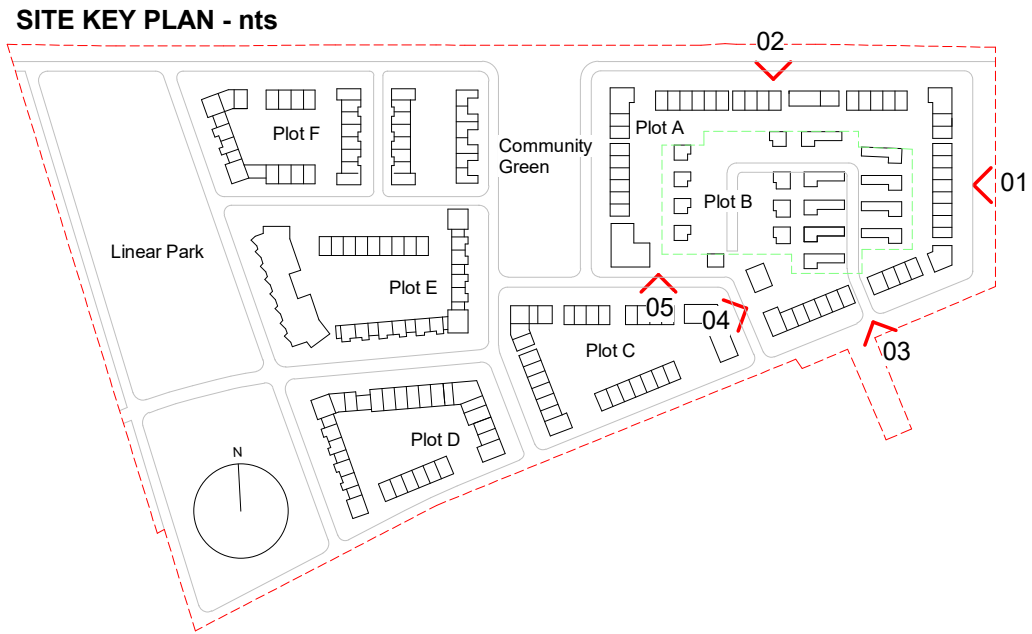 SITE KEY PLAN - nts
02
Plot F
Plot A
Community
Green
01
Plot B
Linear Park
Plot E
05
04
03
Plot C
Plot D
N